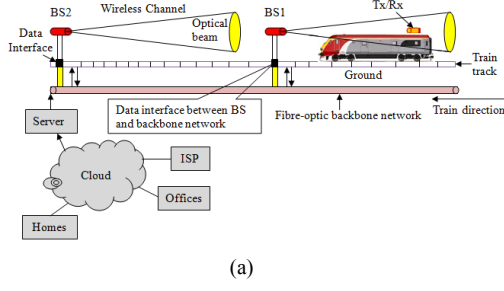 BS2
Wireless Channel
Optical
beam
BS1
Tx/Rx
Data
Interface
Train
track
Ground
Data interface between BS
and backbone network
Fibre-optic backbone network
Train direction
Server
Cloud
ISP
Offices
Homes
(a)